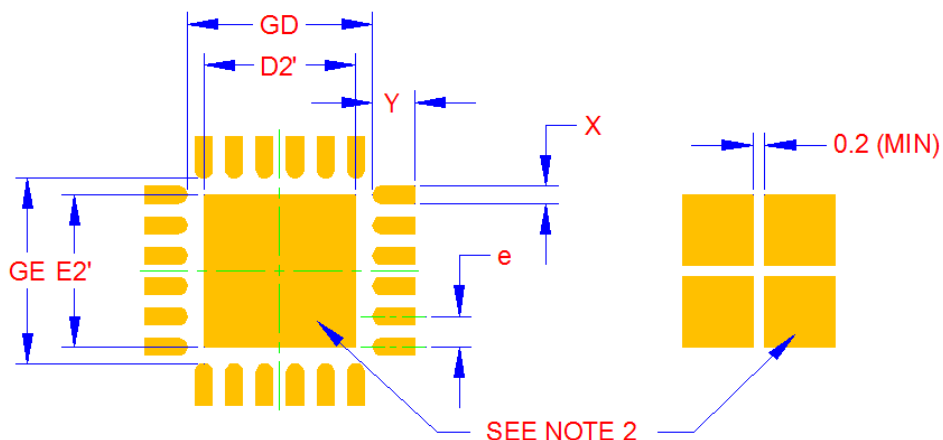 GD
D2'
Y
X
0.2 (MIN)
e
GE E2'
SEE NOTE 2